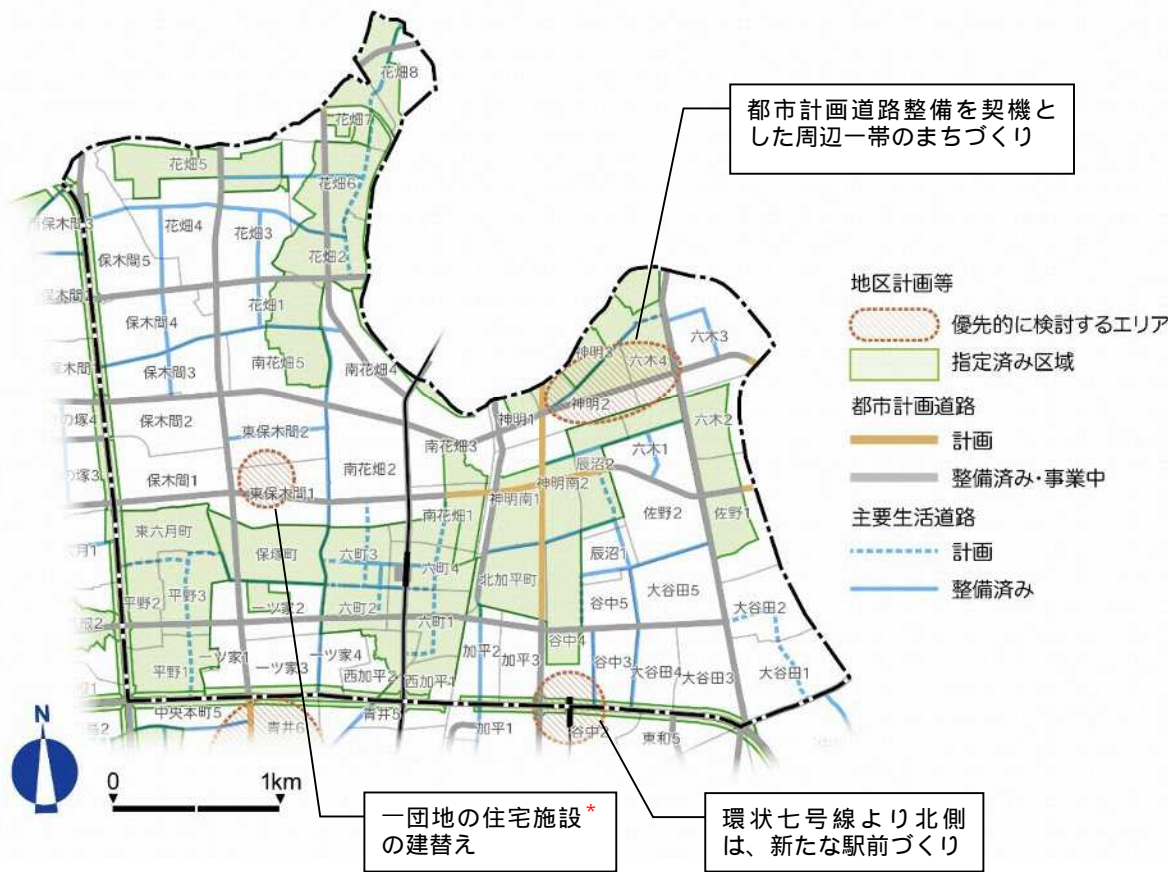 花畑8
都市計画道路整備を契機と
した周辺一帯のまちづくり
花畑7
花畑5
花畑6
花畑4
花畑3
保木間5
花畑2
花畑1
保木間4
保木間3
南花畑5
南花畑4
地区計画等
優先的に検討するエリア
指定済み区域
都市計画道路
計画
整備済み・事業中
主要生活道路
計画
整備済み
神明3
六木4
六木3
神明2
神明1
六木2
保木間2
東保木間2
南花畑3
六木1
辰沼2
保木間1
東保木間1
南花畑2
神明南2
神明南1
佐野2
佐野1
東六月町
保塚町
南花畑1
六町3
六町4
辰沼1
北加平町
平野2
平野3
一ツ家2
六町2
六町1
谷中5
大谷田5
大谷田2
谷中4
平野1
一ツ家1
一ツ家3
一ツ家4
西加平2
西加平1
加平2
加平3
谷中3
大谷田4
大谷田3
大谷田1
中央本町5
青井6
青井5
加平1
谷中2
東和5
N
0
1km
一団地の住宅施設*
の建替え
環状七号線より北側
は、新たな駅前づくり